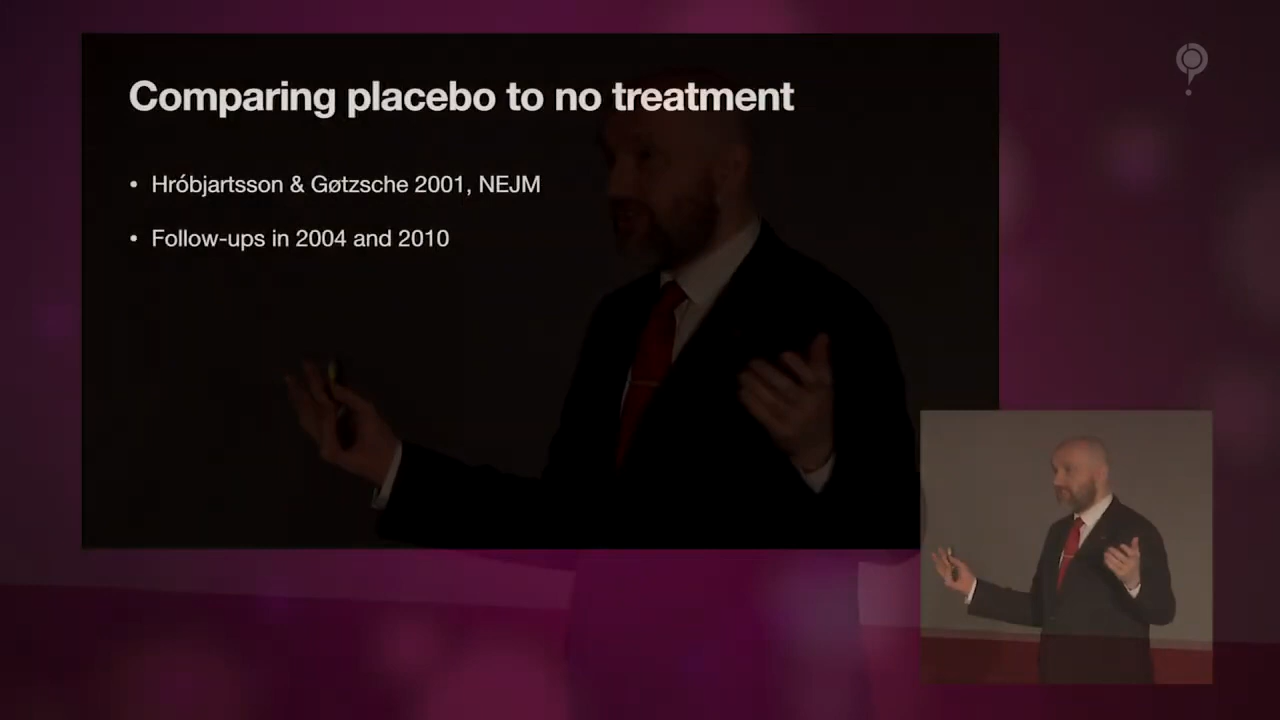 Comparing placebo to no treatment
• Hróbjartsson & Gøtzsche 2001, NEJM
• Follow-ups in 2004 and 2010